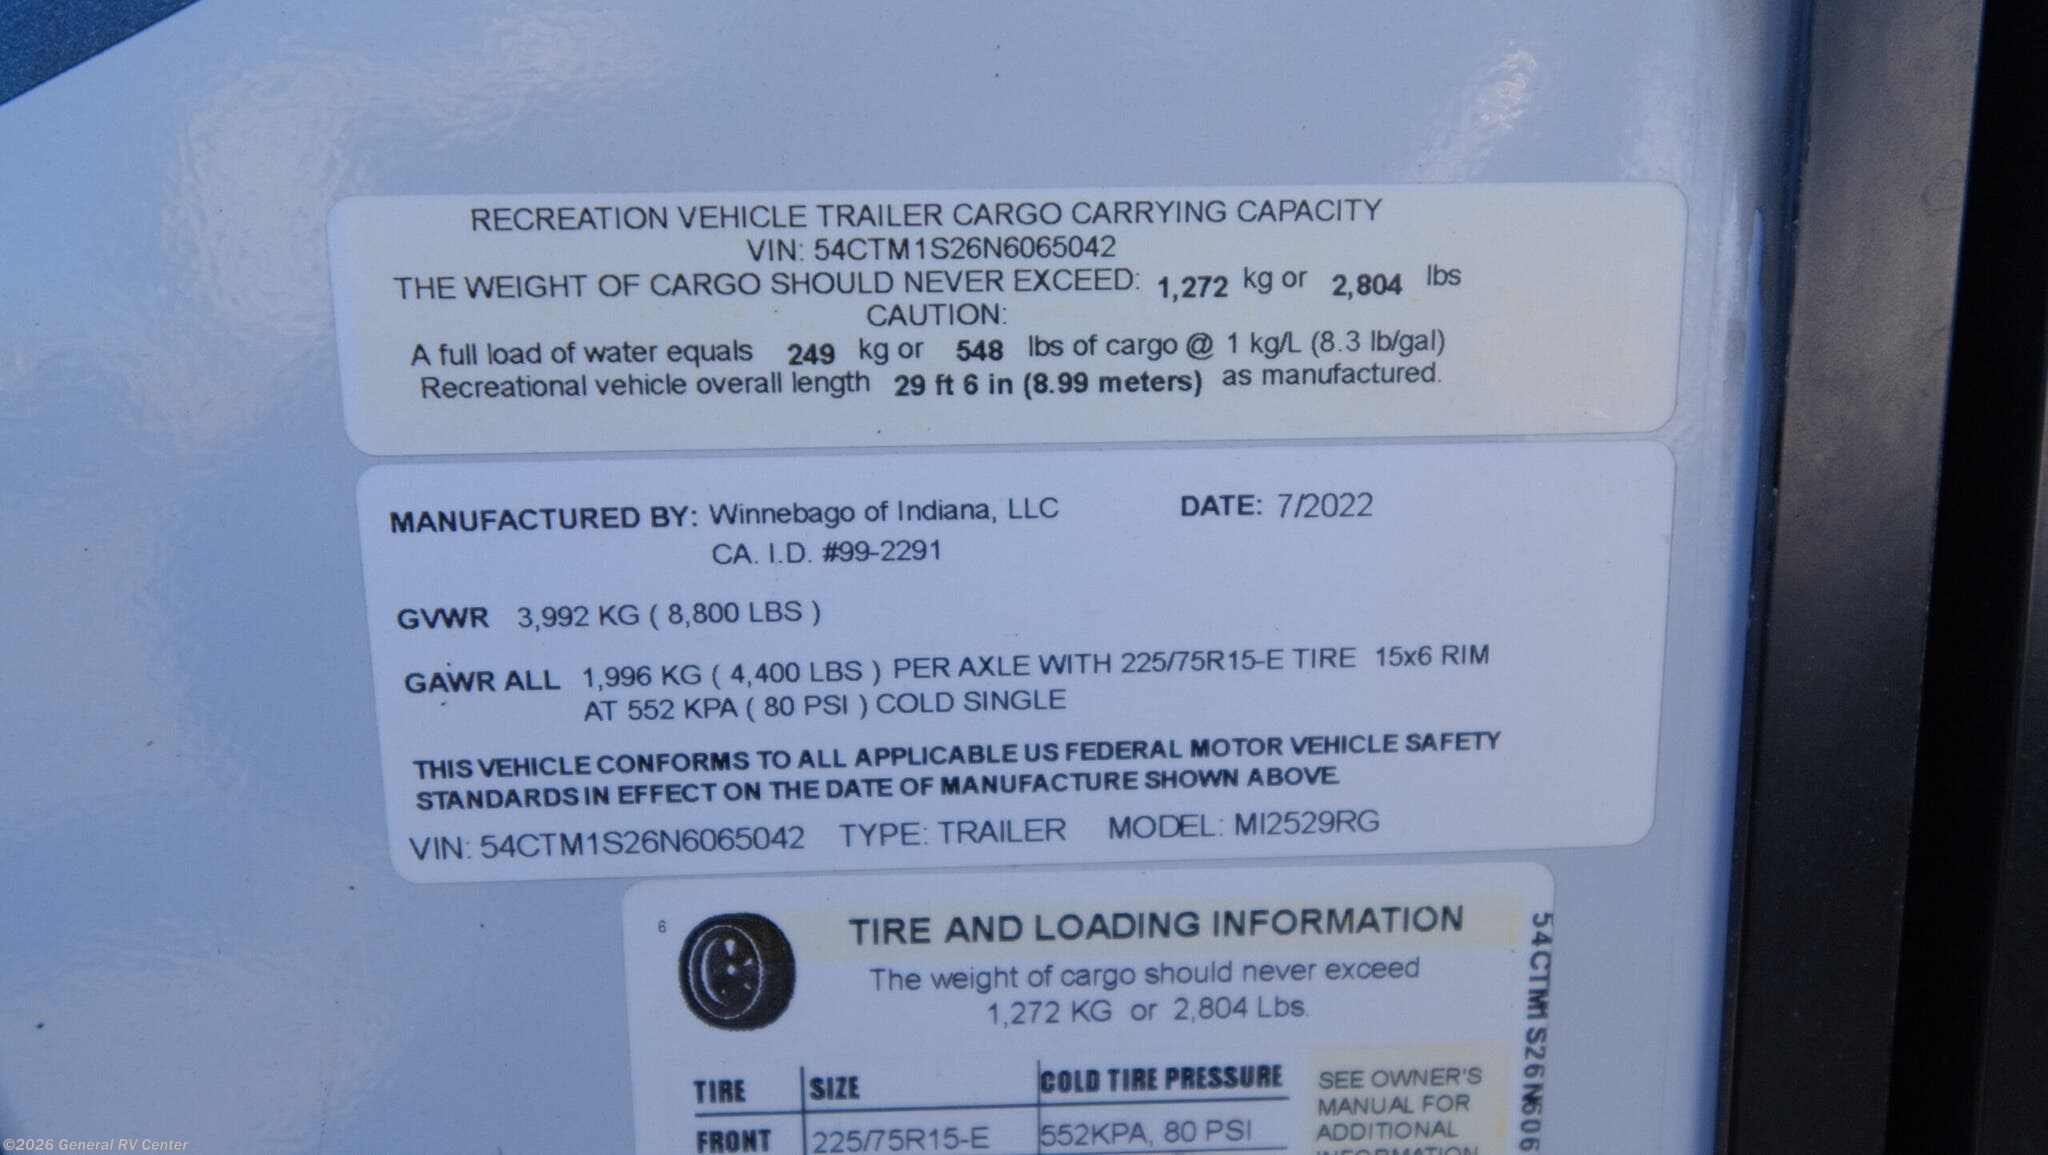 RECREATION VEHICLE TRAILER CARGO CARRYING CAPACITY
VIN: 54CTM1S26N6065042
THE WEIGHT OF CARGO SHOULD NEVER EXCEED: 1,272 kg or 2,804 lbs
CAUTION:
A full load of water equals 249 kg or 548 lbs of cargo @ 1 kg/L (8.3 lb/gal)
Recreational vehicle overall length 29 ft 6 in (8.99 meters) as manufactured.
MANUFACTURED BY: Winnebago of Indiana, LLC DATE: 7/2022
CA. I.D. #99-2291
GVWR 3,992 KG ( 8,800 LBS )
GAWR ALL 1,996 KG ( 4,400 LBS ) PER AXLE WITH 225/75R15-E TIRE 15x6 RIM
AT 552 KPA ( 80 PSI ) COLD SINGLE
THIS VEHICLE CONFORMS TO ALL APPLICABLE US FEDERAL MOTOR VEHICLE SAFETY
STANDARDS IN EFFECT ON THE DATE OF MANUFACTURE SHOWN ABOVE
VIN: 54CTM1S26N6065042 TYPE: TRAILER MODEL: MI2529RG
6
TIRE AND LOADING INFORMATION
The weight of cargo should never exceed
1,272 KG or 2,804 Lbs.
TIRE SIZE COLD TIRE PRESSURE
FRONT 225/75R15-E 552KPA, 80 PSI
SEE OWNER'S
MANUAL FOR
ADDITIONAL
INFORMATION
54CTM1S26N606
©2026 General RV Center